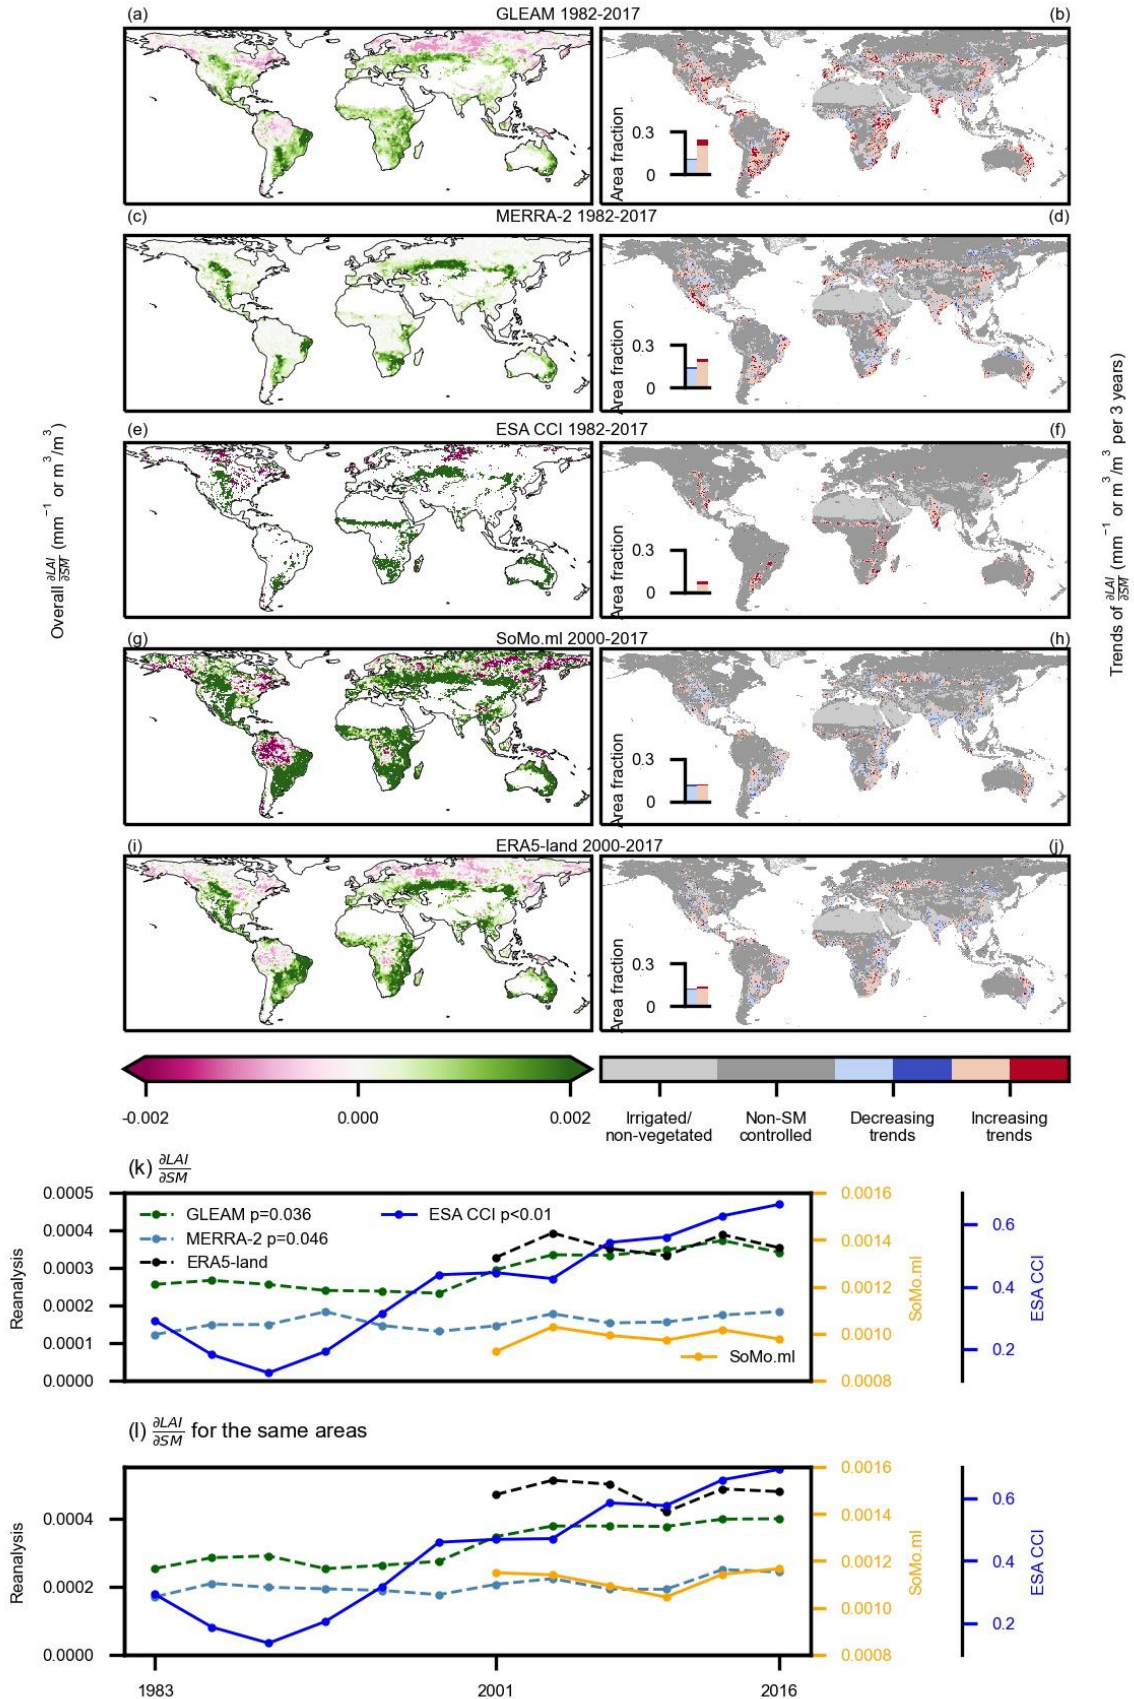 (a) GLEAM 1982-2017 (b)
0.3
0
Area fraction
(c) MERRA-2 1982-2017 (d)
0.3
0
Area fraction
(e) ESA CCI 1982-2017 (f)
0.3
0
Area fraction
(g) SoMo.ml 2000-2017 (h)
0.3
0
Area fraction
(i) ERA5-land 2000-2017 (j)
0.3
0
Area fraction
Overall ∂LAI/∂SM (mm⁻¹ or m³/m³)
Trends of ∂LAI/∂SM (mm⁻¹ or m³/m³ per 3 years)
-0.002 0.000 0.002
Irrigated/
non-vegetated
Non-SM
controlled
Decreasing
trends
Increasing
trends
(k) ∂LAI/∂SM
0.0005
0.0004
0.0003
0.0002
0.0001
0.0000
Reanalysis
GLEAM p=0.036
MERRA-2 p=0.046
ERA5-land
ESA CCI p<0.01
SoMo.ml
0.0016
0.0014
0.0012
0.0010
0.0008
SoMo.ml
0.6
0.4
0.2
ESA CCI
(l) ∂LAI/∂SM for the same areas
0.0004
0.0002
0.0000
Reanalysis
0.0016
0.0014
0.0012
0.0010
0.0008
SoMo.ml
0.6
0.4
0.2
ESA CCI
1983 2001 2016